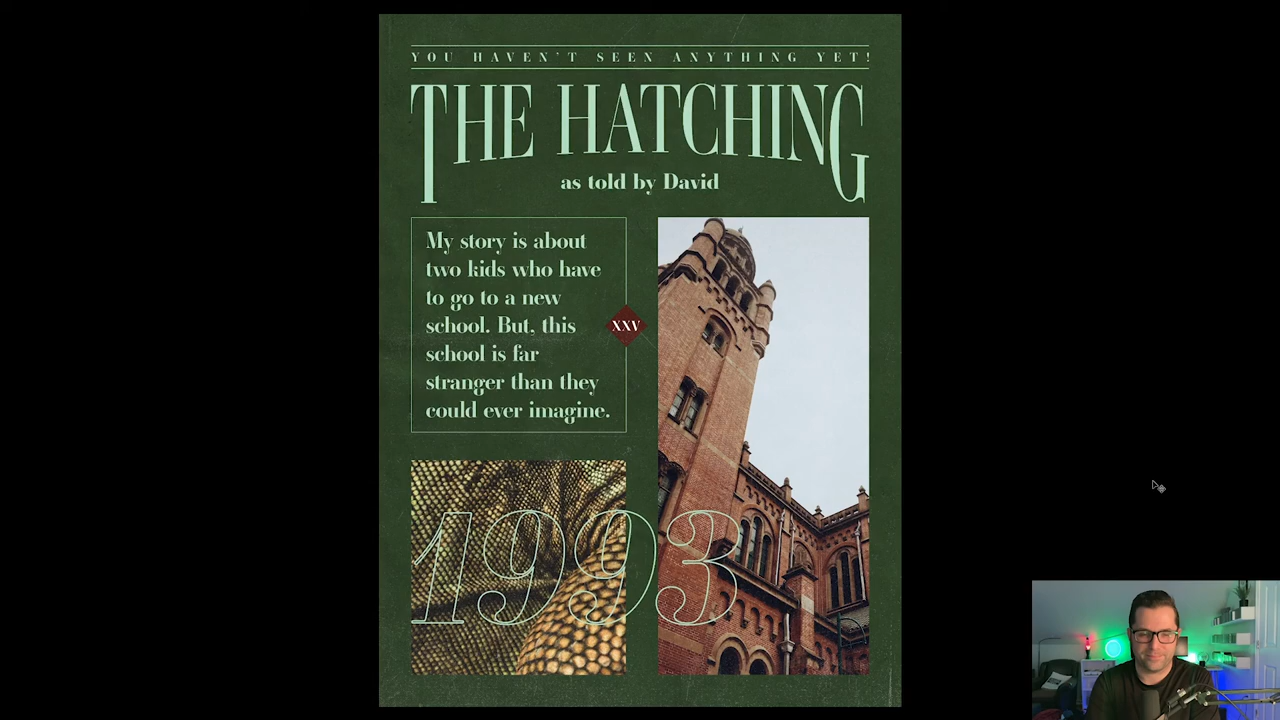 YOU HAVEN'T SEEN ANYTHING YET!
THE HATCHING
as told by David
My story is about
two kids who have
to go to a new
school. But, this
school is far
stranger than they
could ever imagine.
XXV
1993